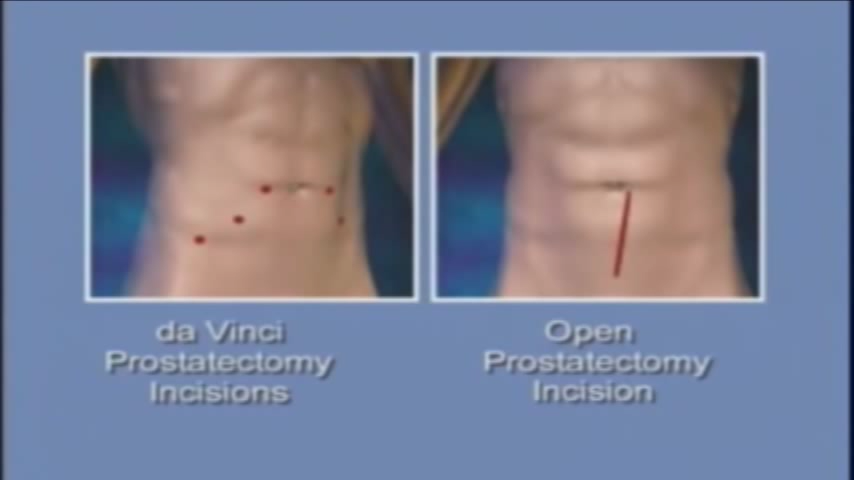 da Vinci
Prostatectomy
Incisions
Open
Prostatectomy
Incision